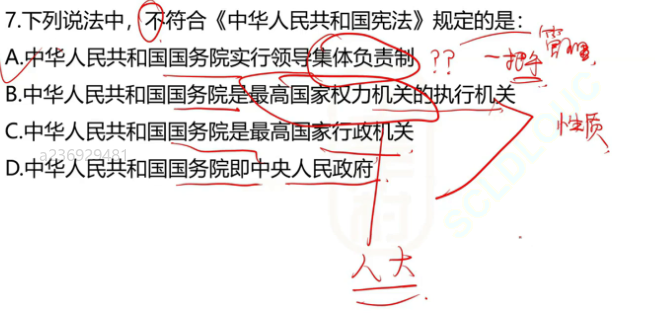 7.下列说法中，不符合《中华人民共和国宪法》规定的是：
A.中华人民共和国国务院实行领导集体负责制 ?? 一把手
B.中华人民共和国国务院是最高国家权力机关的执行机关
C.中华人民共和国国务院是最高国家行政机关 性质
a236929481
D.中华人民共和国国务院即中央人民政府
人大